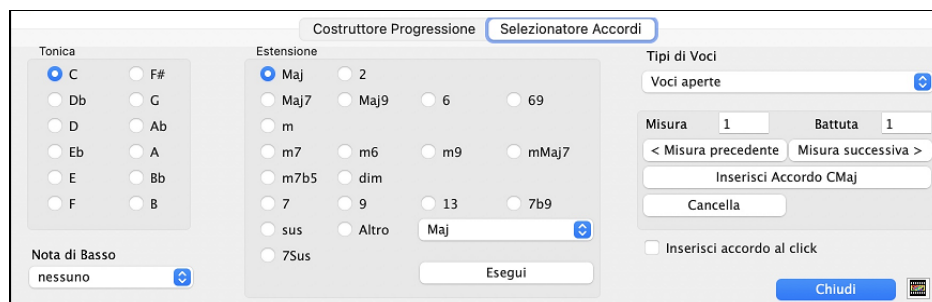 Costruttore Progressione Selezionatore Accordi
Tonica
C F#
Db G
D Ab
Eb A
E Bb
F B
Nota di Basso
nessuno
Estensione
Maj 2
Maj7 Maj9 6 69
m
m7 m6 m9 mMaj7
m7b5 dim
7 9 13 7b9
sus Altro Maj
7Sus
Esegui
Tipi di Voci
Voci aperte
Misura 1 Battuta 1
< Misura precedente Misura successiva >
Inserisci Accordo CMaj
Cancella
Inserisci accordo al click
Chiudi